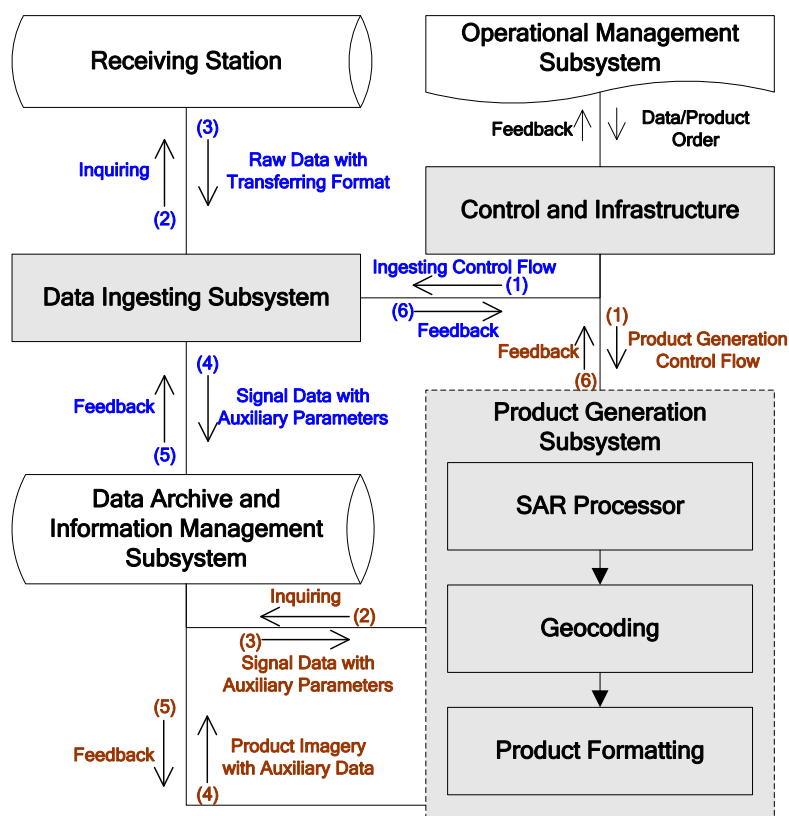 Receiving Station
Operational Management
Subsystem
(3)
Inquiring
Raw Data with
Transferring Format
(2)
Feedback
Data/Product
Order
Control and Infrastructure
Data Ingesting Subsystem
Ingesting Control Flow
(1)
(6)
Feedback
(1)
Feedback
Product Generation
Control Flow
(6)
(4)
Feedback
Signal Data with
Auxiliary Parameters
(5)
Product Generation
Subsystem
SAR Processor
Geocoding
Product Formatting
Data Archive and
Information Management
Subsystem
Inquiring
(2)
(3)
Signal Data with
Auxiliary Parameters
(5)
Feedback
Product Imagery
with Auxiliary Data
(4)